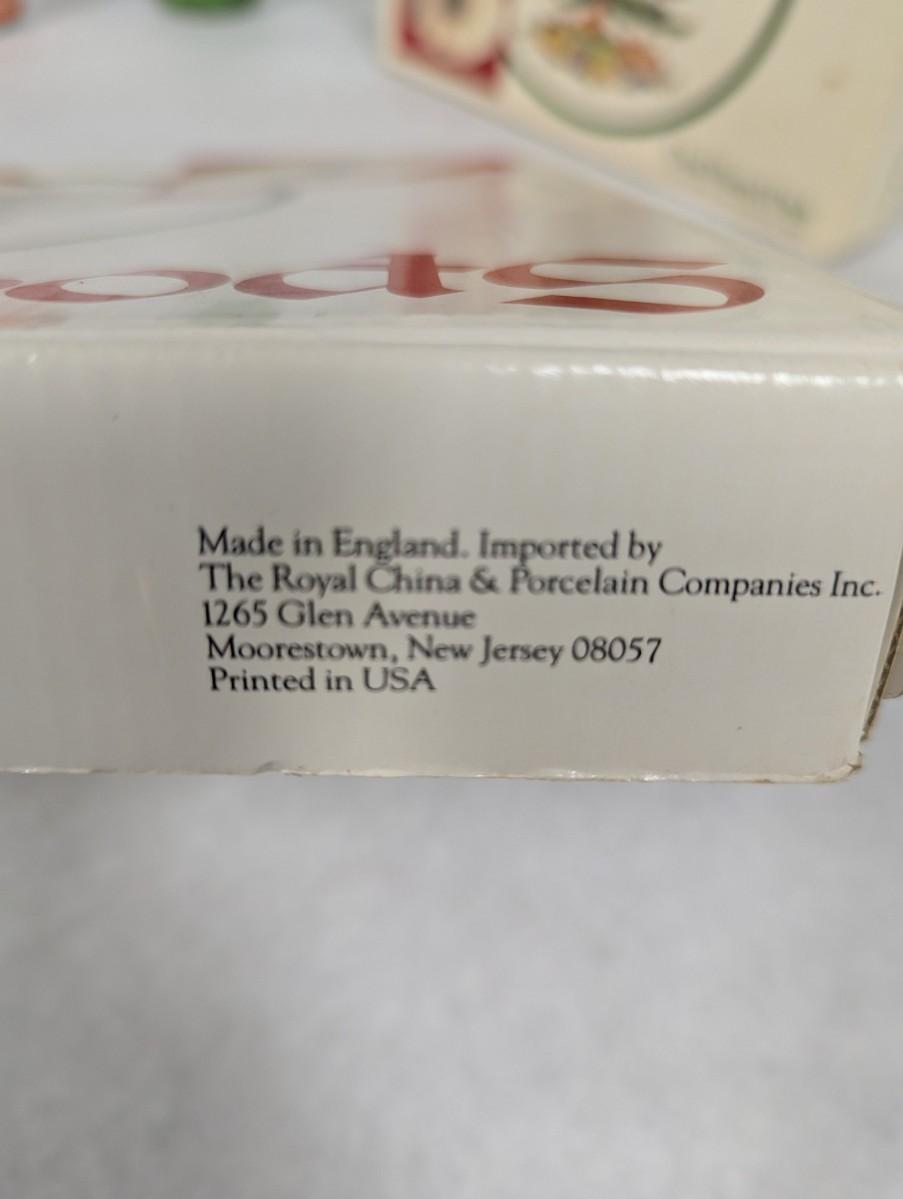 Made in England. Imported by
The Royal China & Porcelain Companies Inc.
1265 Glen Avenue
Moorestown, New Jersey 08057
Printed in USA